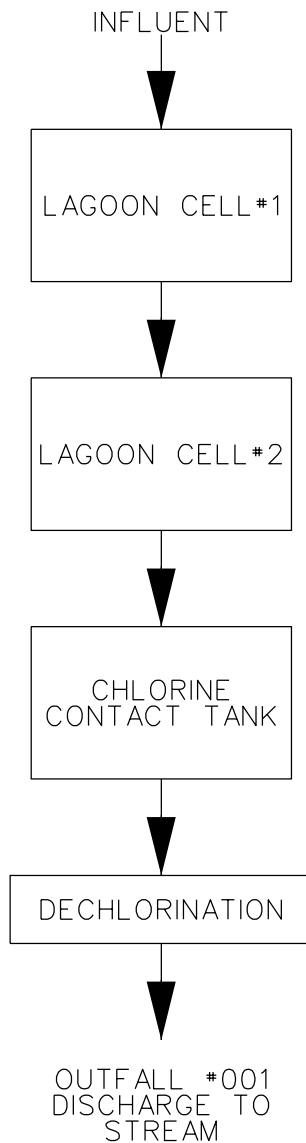 INFLUENT
LAGOON CELL#1
LAGOON CELL#2
CHLORINE
CONTACT TANK
DECHLORINATION
OUTFALL #001
DISCHARGE TO
STREAM